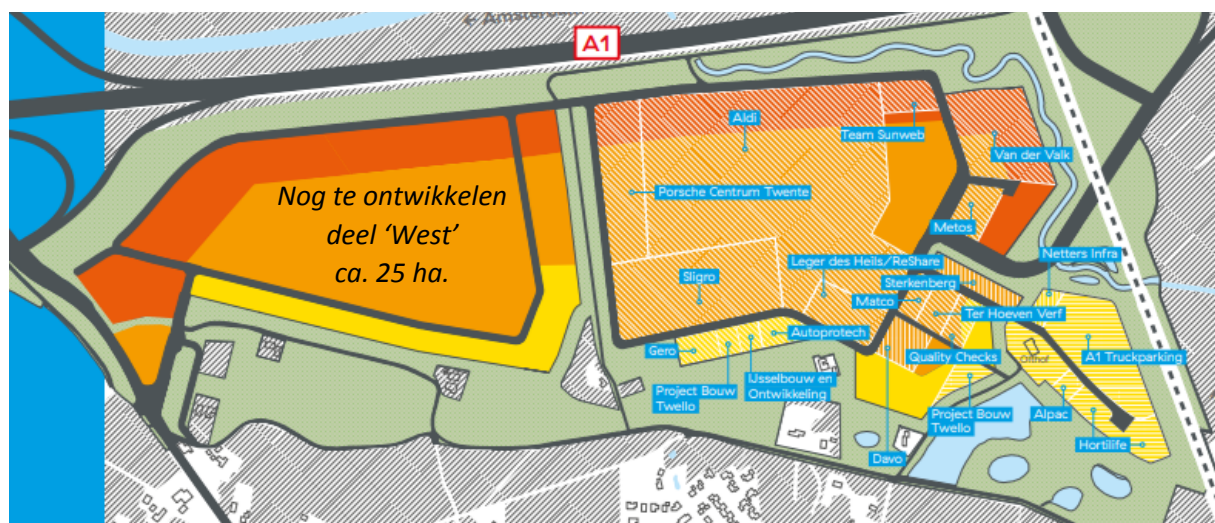 ← Amsterdam
A1
Aldi
Team Sunweb
Van der Valk
Porsche Centrum Twente
Nog te ontwikkelen
deel ‘West’
ca. 25 ha.
Metos
Netters Infra
Leger des Heils/ReShare
Sligro
Sterkenberg
Matco
Ter Hoeven Verf
Autoprotech
Gero
Quality Checks
A1 Truckparking
Project Bouw
Twello
IJsselbouw en
Ontwikkeling
Project Bouw
Twello
Alpac
Hortilife
Davo